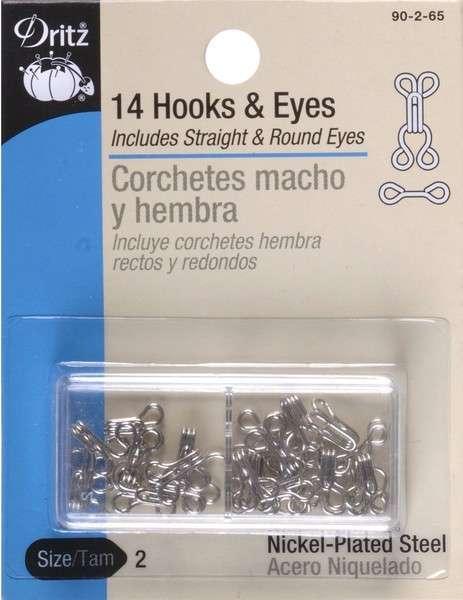 90-2-65
Dritz
14 Hooks & Eyes
Includes Straight & Round Eyes
Corchetes macho
y hembra
Incluye corchetes hembra
rectos y redondos
Size/Tam 2
Nickel-Plated Steel
Acero Niquelado